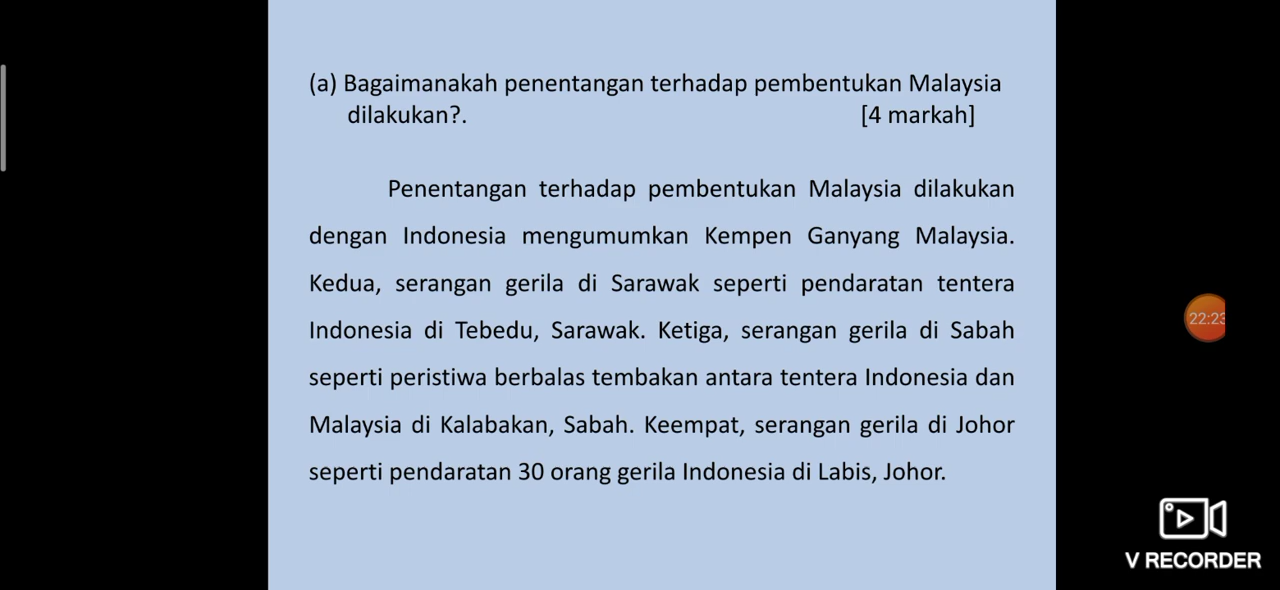 (a) Bagaimanakah penentangan terhadap pembentukan Malaysia
dilakukan?. [4 markah]
Penentangan terhadap pembentukan Malaysia dilakukan
dengan Indonesia mengumumkan Kempen Ganyang Malaysia.
Kedua, serangan gerila di Sarawak seperti pendaratan tentera
Indonesia di Tebedu, Sarawak. Ketiga, serangan gerila di Sabah
seperti peristiwa berbalas tembakan antara tentera Indonesia dan
Malaysia di Kalabakan, Sabah. Keempat, serangan gerila di Johor
seperti pendaratan 30 orang gerila Indonesia di Labis, Johor.
22:23
V RECORDER